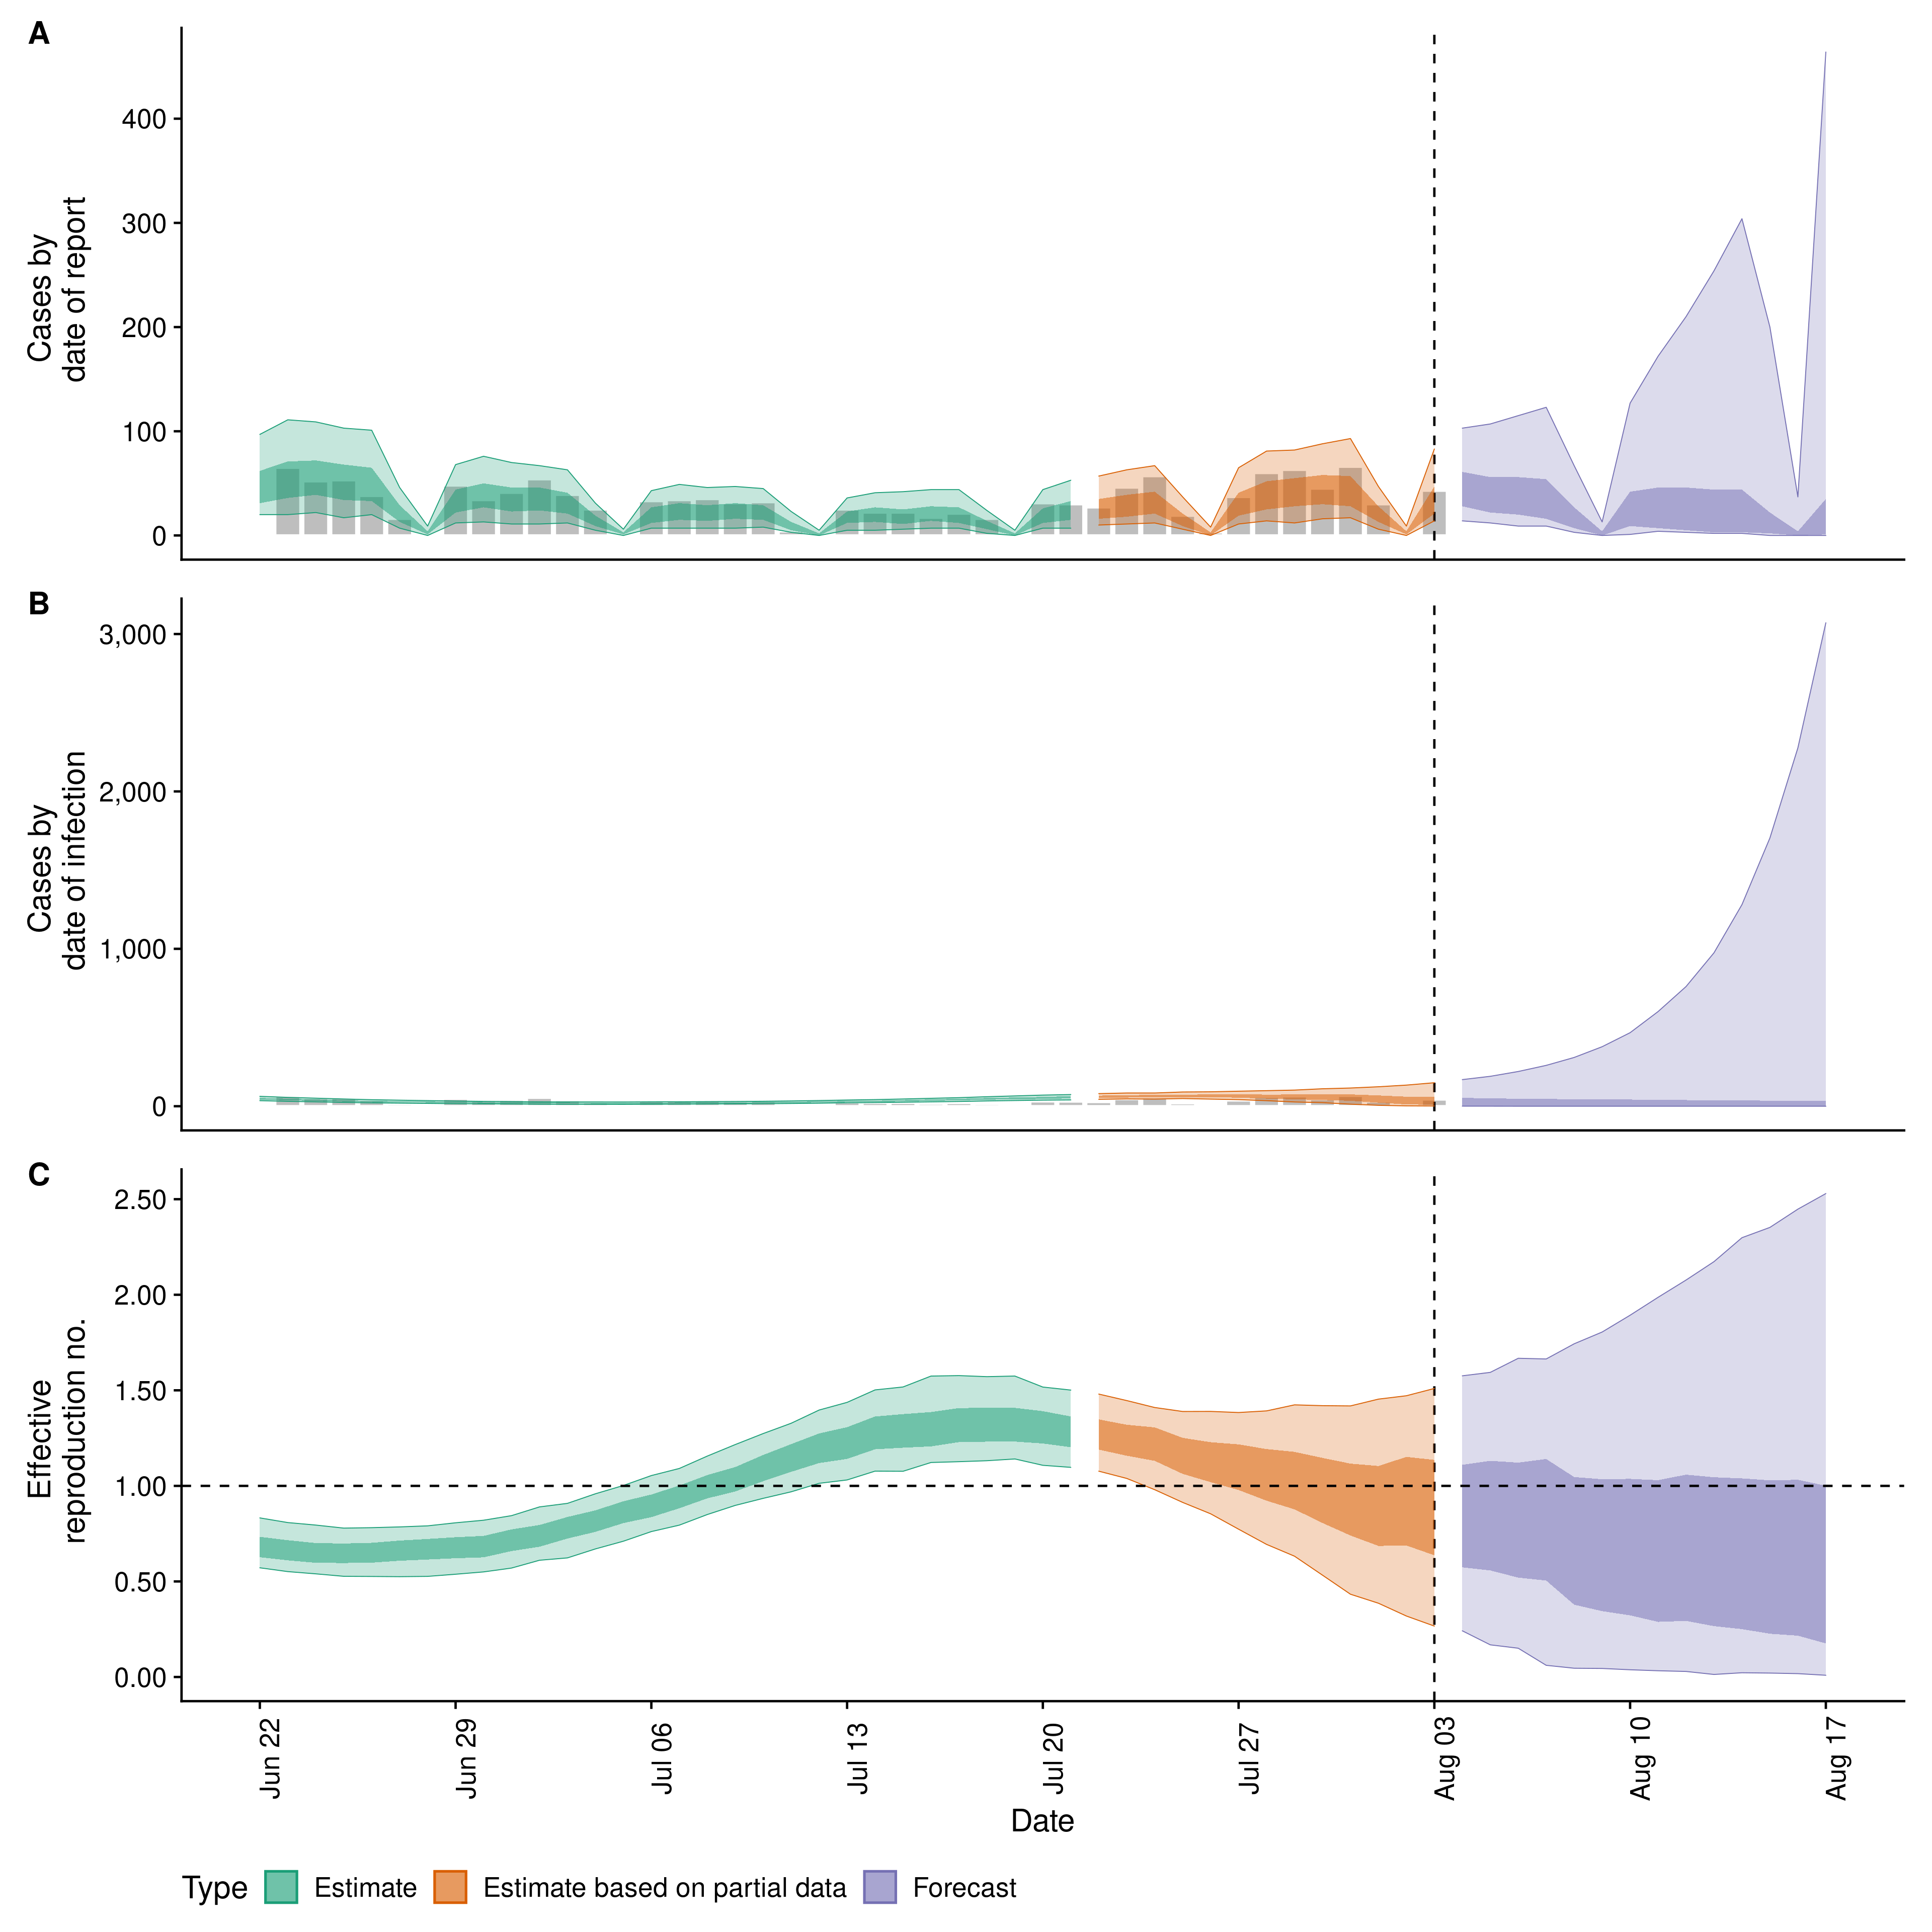 A
Cases by
date of report
400
300
200
100
0
B
Cases by
date of infection
3,000
2,000
1,000
0
C
Effective
reproduction no.
2.50
2.00
1.50
1.00
0.50
0.00
Jun 22
Jun 29
Jul 06
Jul 13
Jul 20
Jul 27
Aug 03
Aug 10
Aug 17
Date
Type Estimate Estimate based on partial data Forecast